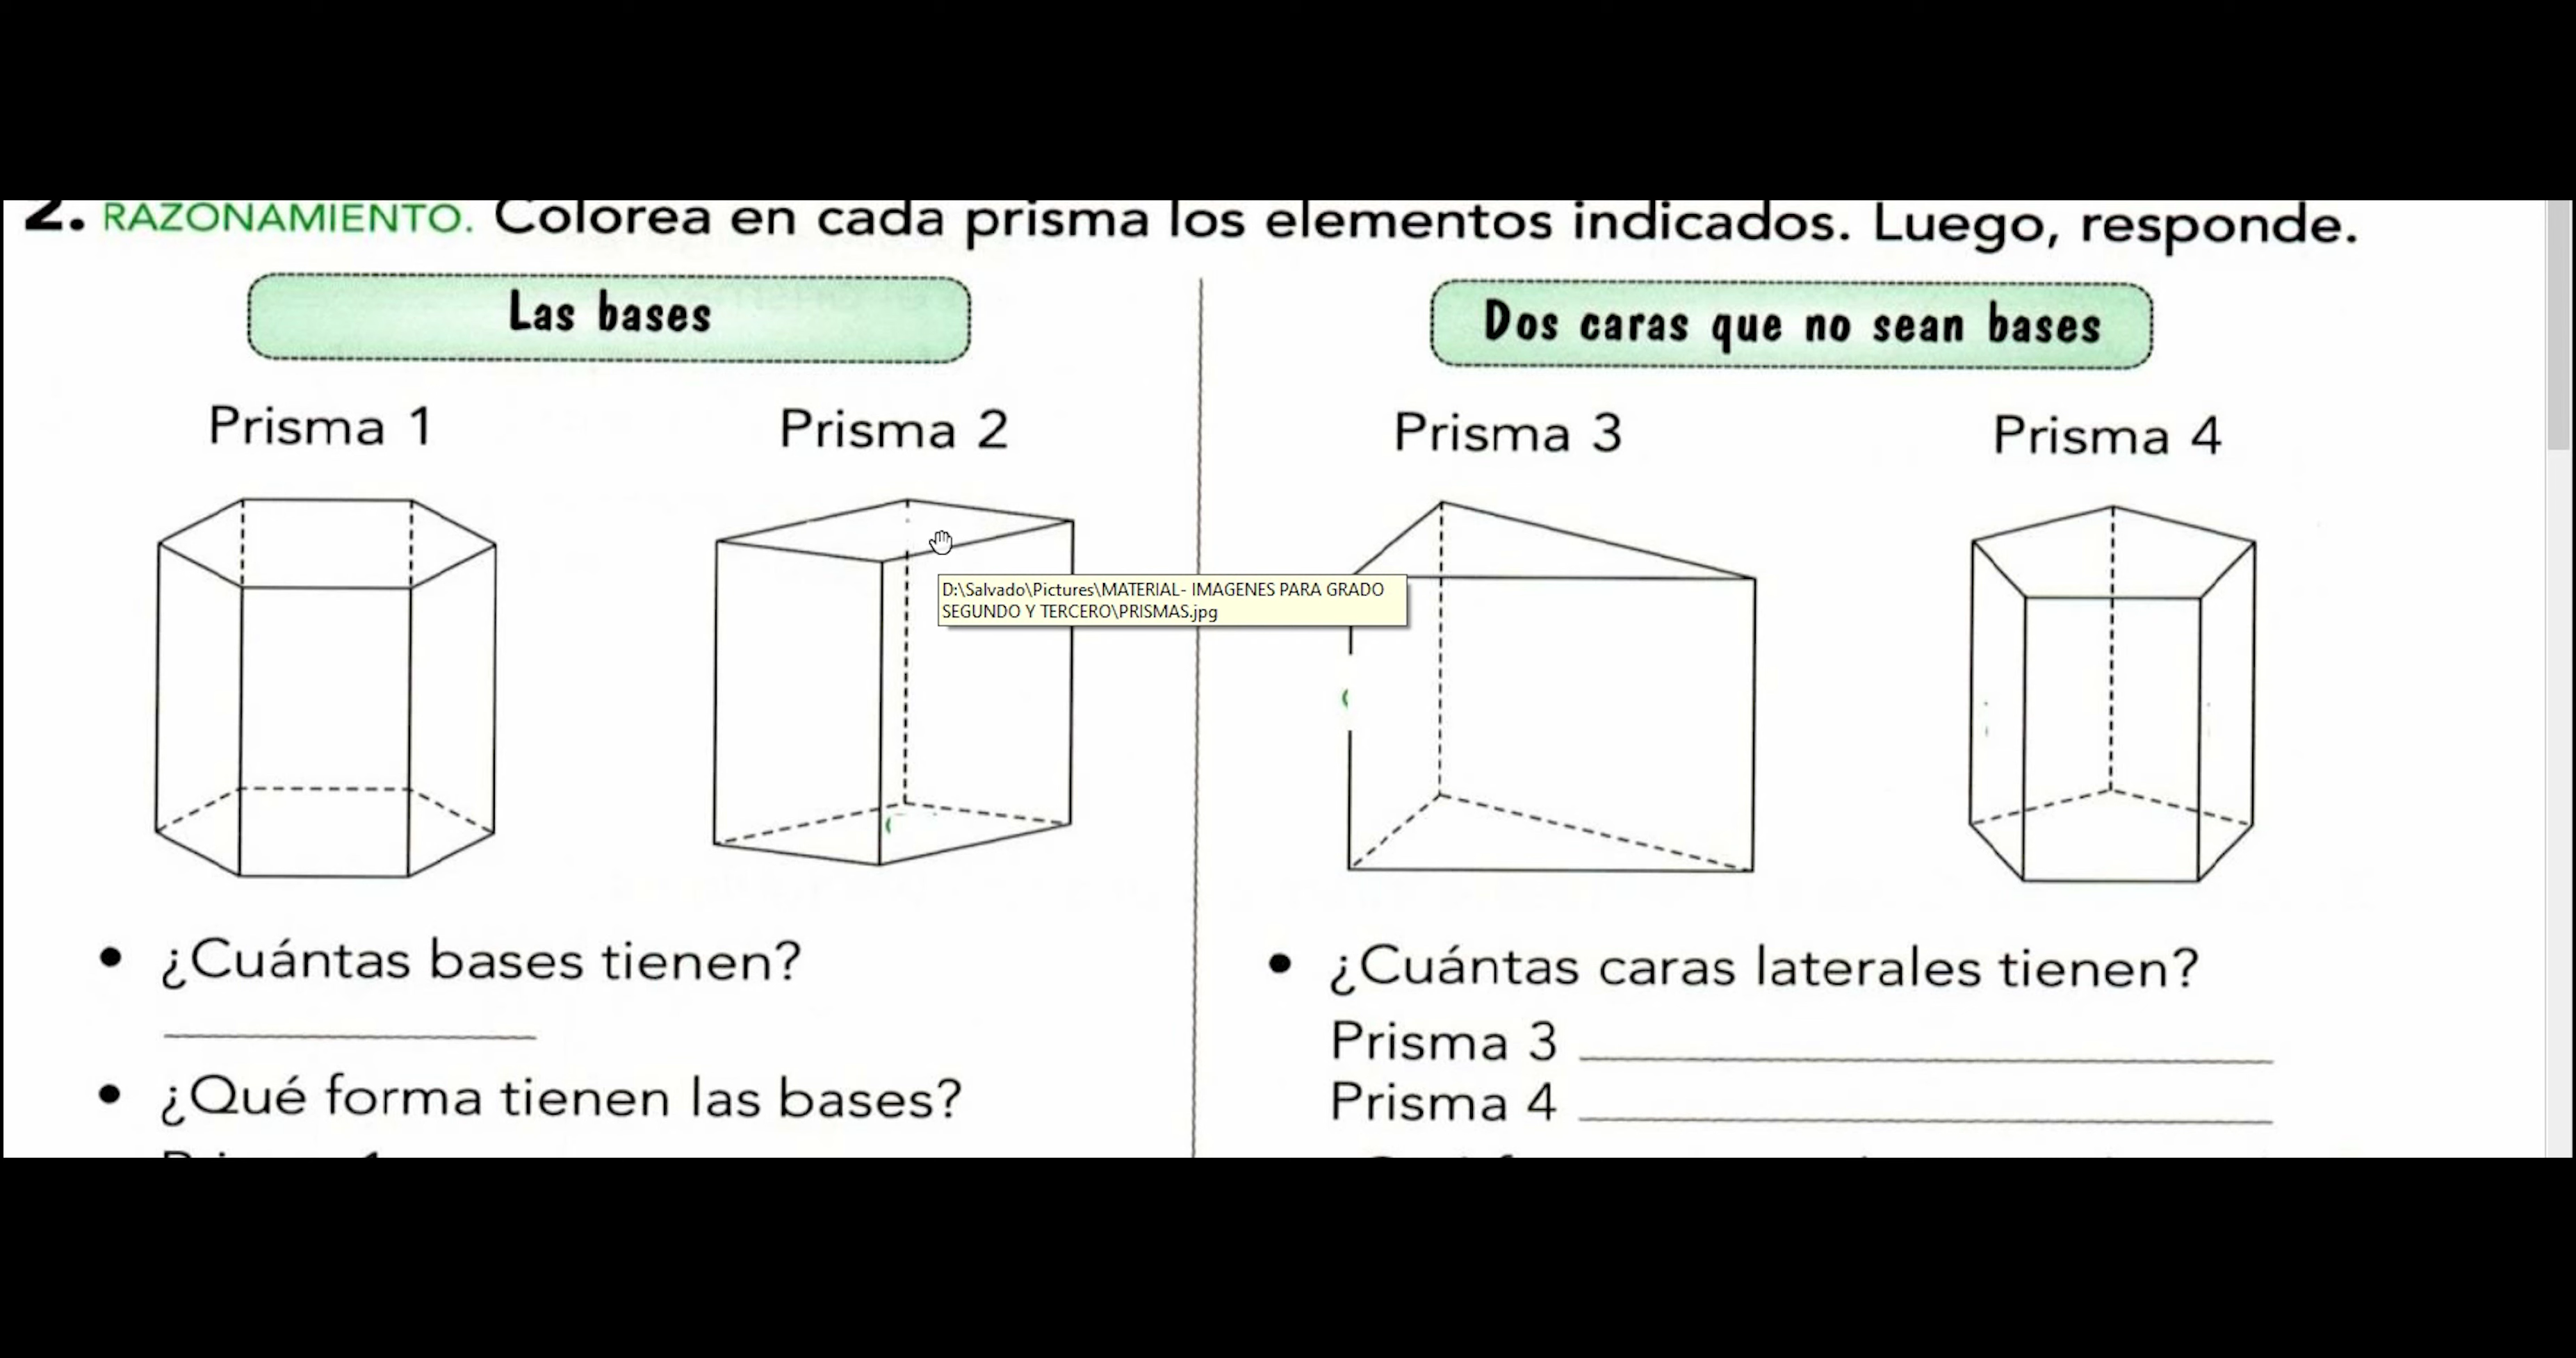 2. RAZONAMIENTO. Colorea en cada prisma los elementos indicados. Luego, responde.
Las bases
Prisma 1
Prisma 2
D:\Salvado\Pictures\MATERIAL- IMAGENES PARA GRADO
SEGUNDO Y TERCERO\PRISMAS.jpg
• ¿Cuántas bases tienen?
• ¿Qué forma tienen las bases?
Dos caras que no sean bases
Prisma 3
Prisma 4
• ¿Cuántas caras laterales tienen?
Prisma 3
Prisma 4